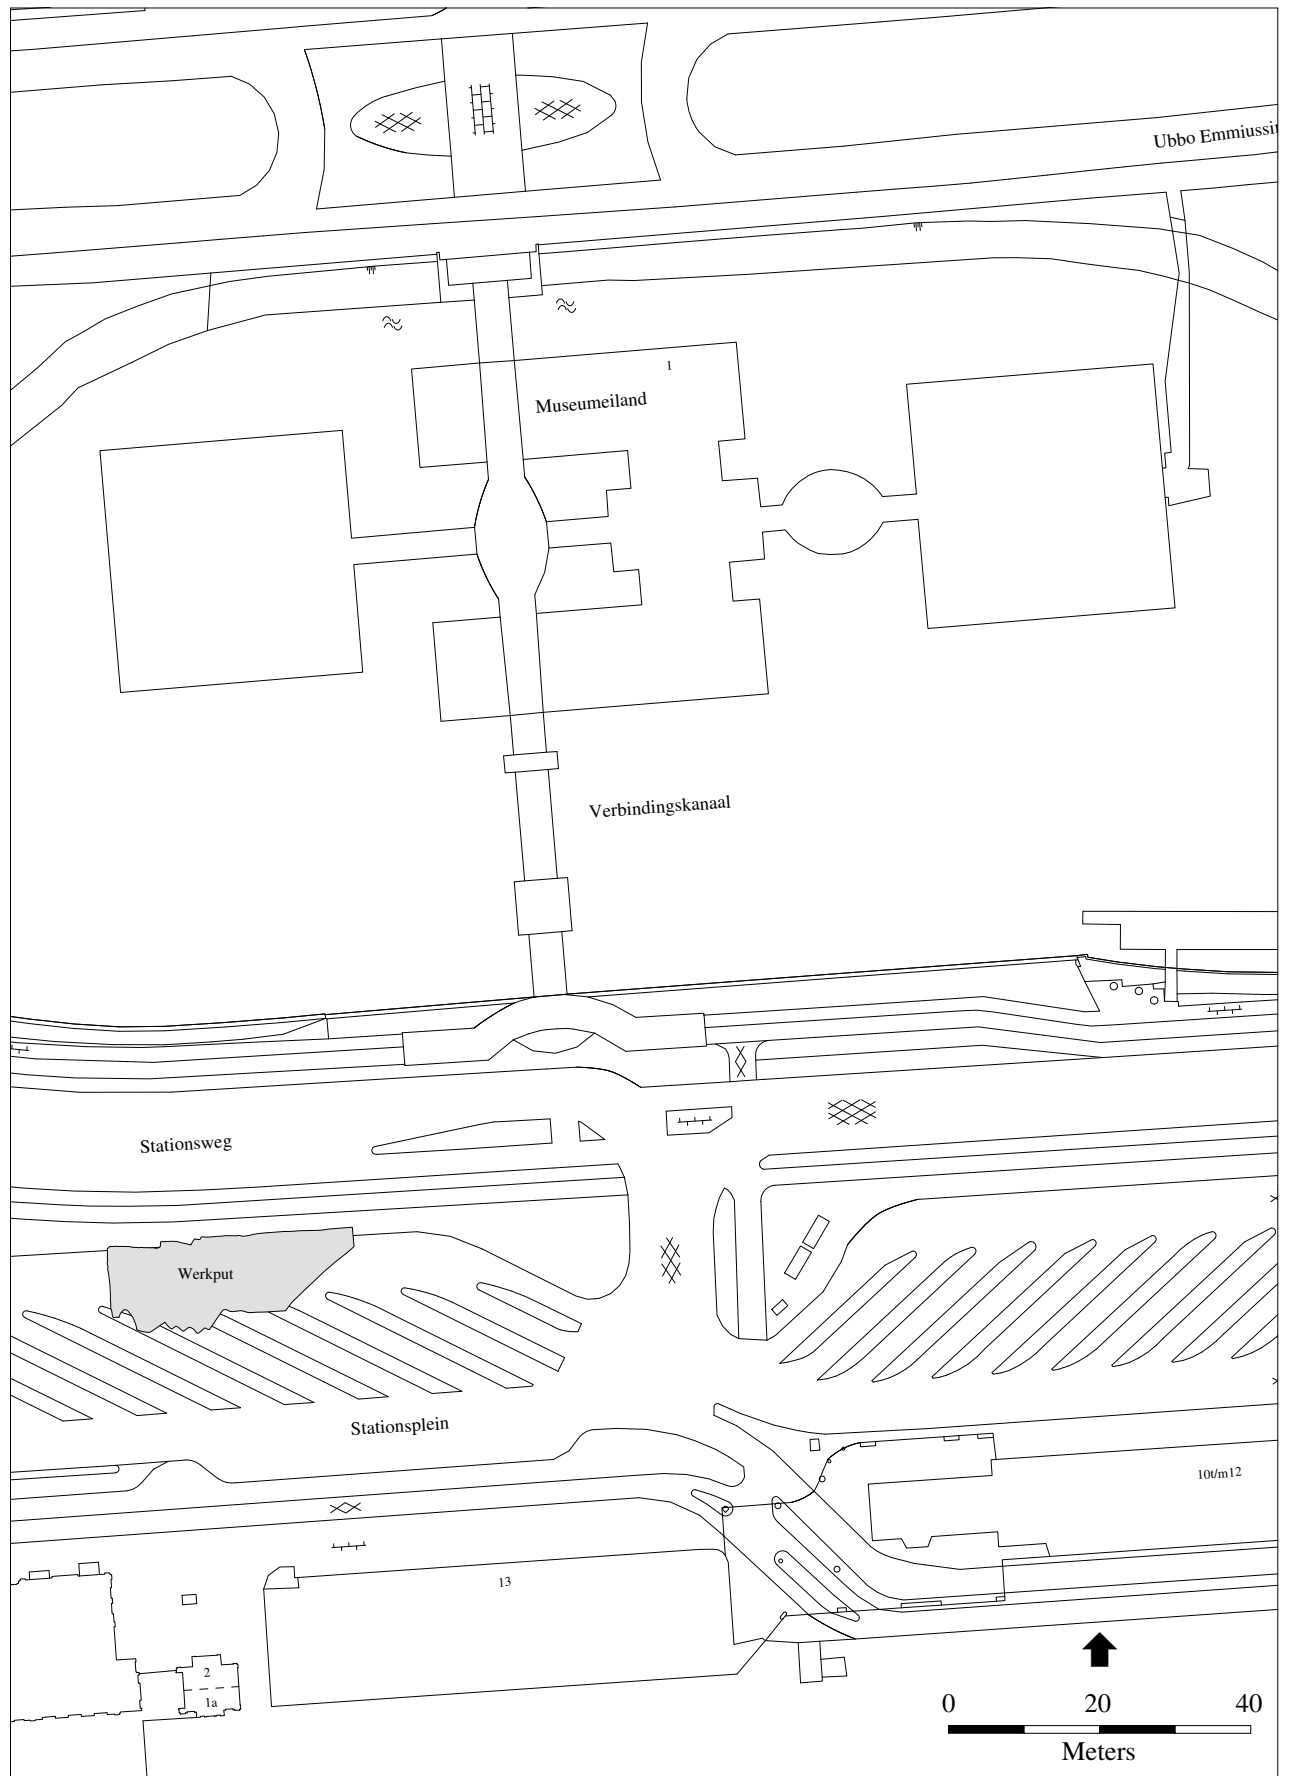 Ubbo Emmiussi
1
Museumeiland
Verbindingskanaal
Stationsweg
Werkput
Stationsplein
10t/m12
13
2
1a
0 20 40
Meters